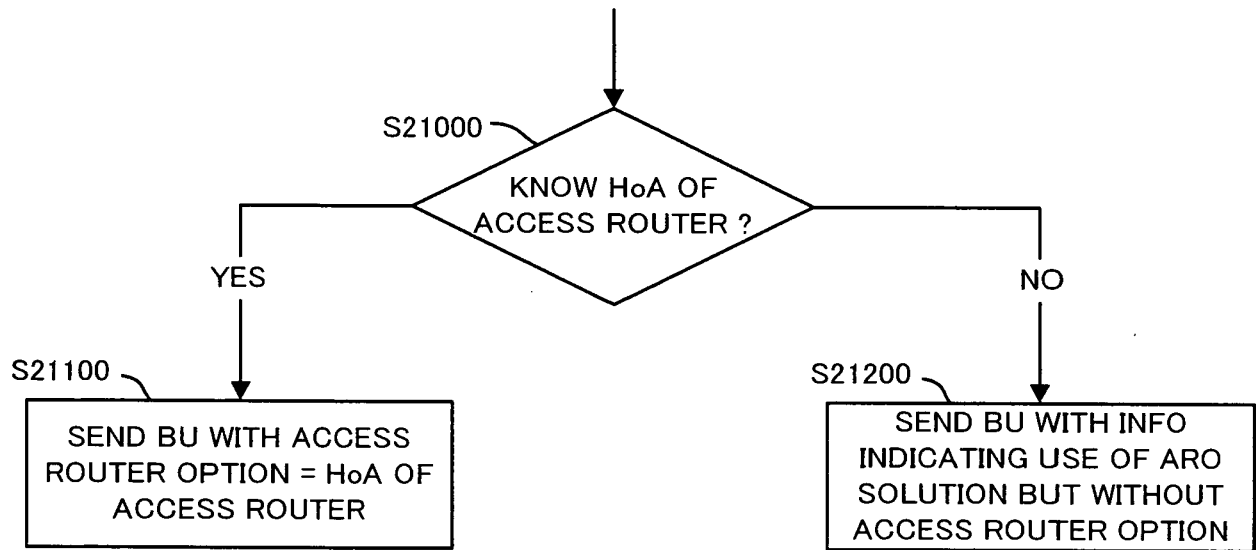 S21000
KNOW HoA OF
ACCESS ROUTER ?
YES
NO
S21100
SEND BU WITH ACCESS
ROUTER OPTION = HoA OF
ACCESS ROUTER
S21200
SEND BU WITH INFO
INDICATING USE OF ARO
SOLUTION BUT WITHOUT
ACCESS ROUTER OPTION